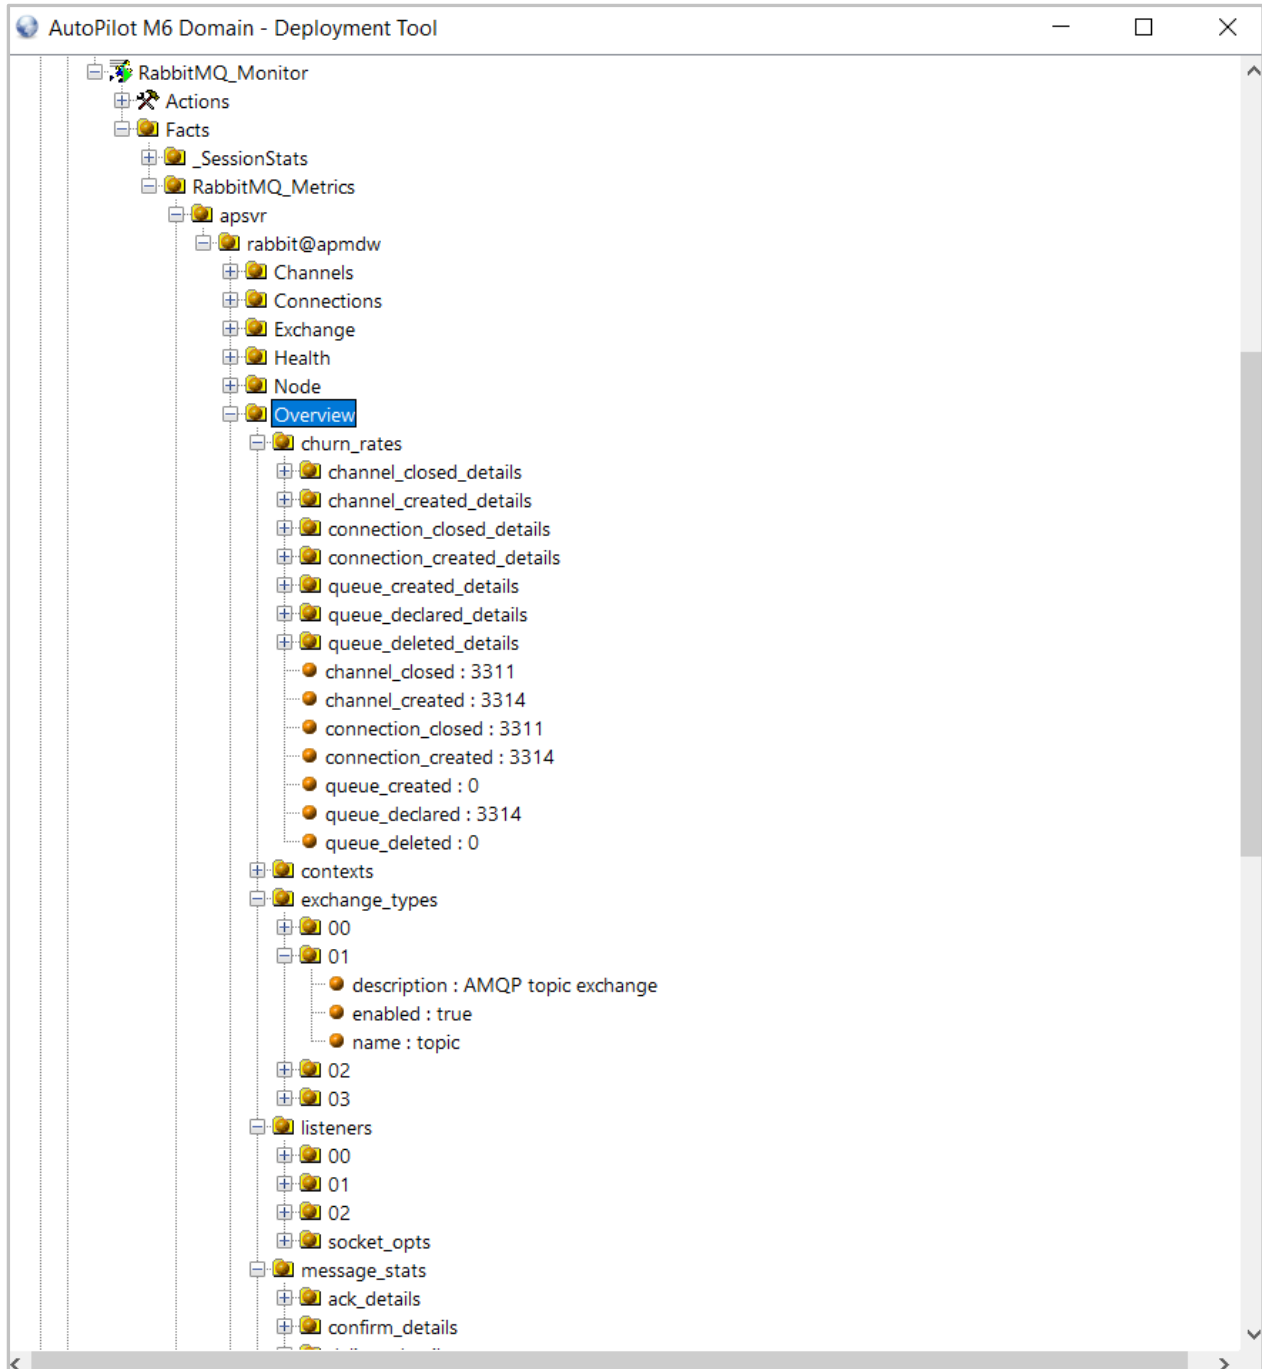 AutoPilot M6 Domain - Deployment Tool
RabbitMQ_Monitor
Actions
Facts
_SessionStats
RabbitMQ_Metrics
apsvr
rabbit@apmdw
Channels
Connections
Exchange
Health
Node
Overview
churn_rates
channel_closed_details
channel_created_details
connection_closed_details
connection_created_details
queue_created_details
queue_declared_details
queue_deleted_details
channel_closed : 3311
channel_created : 3314
connection_closed : 3311
connection_created : 3314
queue_created : 0
queue_declared : 3314
queue_deleted : 0
contexts
exchange_types
00
01
description : AMQP topic exchange
enabled : true
name : topic
02
03
listeners
00
01
02
socket_opts
message_stats
ack_details
confirm_details